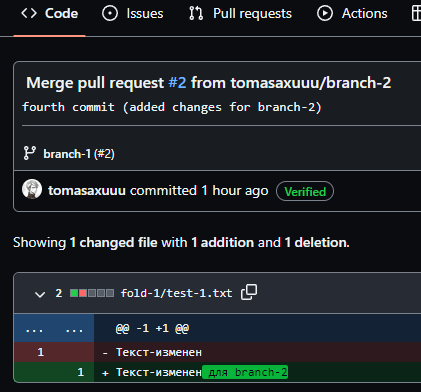 Code Issues Pull requests Actions
Merge pull request #2 from tomasaxuuu/branch-2
fourth commit (added changes for branch-2)
branch-1 (#2)
tomasaxuuu committed 1 hour ago Verified
Showing 1 changed file with 1 addition and 1 deletion.
2 fold-1/test-1.txt
... ... @@ -1 +1 @@
1 - Текст-изменен
1 + Текст-изменен для branch-2